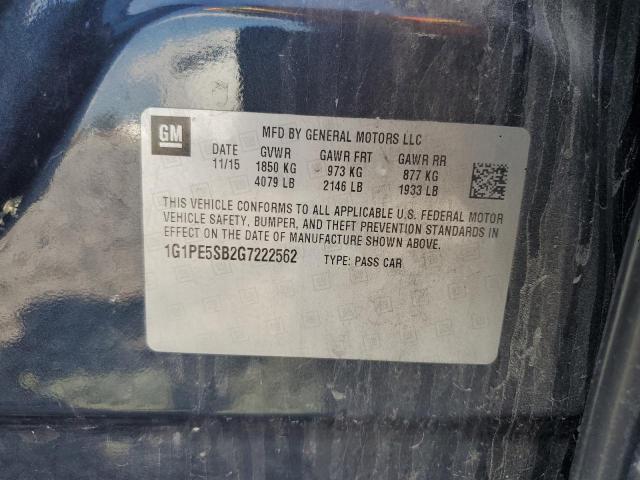 GM
MFD BY GENERAL MOTORS LLC
DATE GVWR GAWR FRT GAWR RR
11/15 1850 KG 973 KG 877 KG
4079 LB 2146 LB 1933 LB
THIS VEHICLE CONFORMS TO ALL APPLICABLE U.S. FEDERAL MOTOR
VEHICLE SAFETY, BUMPER, AND THEFT PREVENTION STANDARDS IN
EFFECT ON THE DATE OF MANUFACTURE SHOWN ABOVE.
1G1PE5SB2G7222562 TYPE: PASS CAR